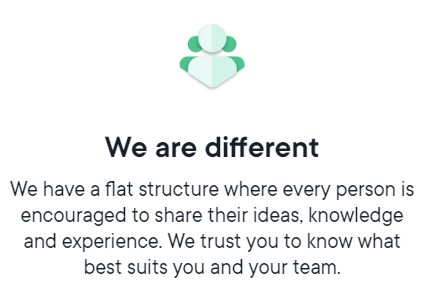 We are different
We have a flat structure where every person is
encouraged to share their ideas, knowledge
and experience. We trust you to know what
best suits you and your team.